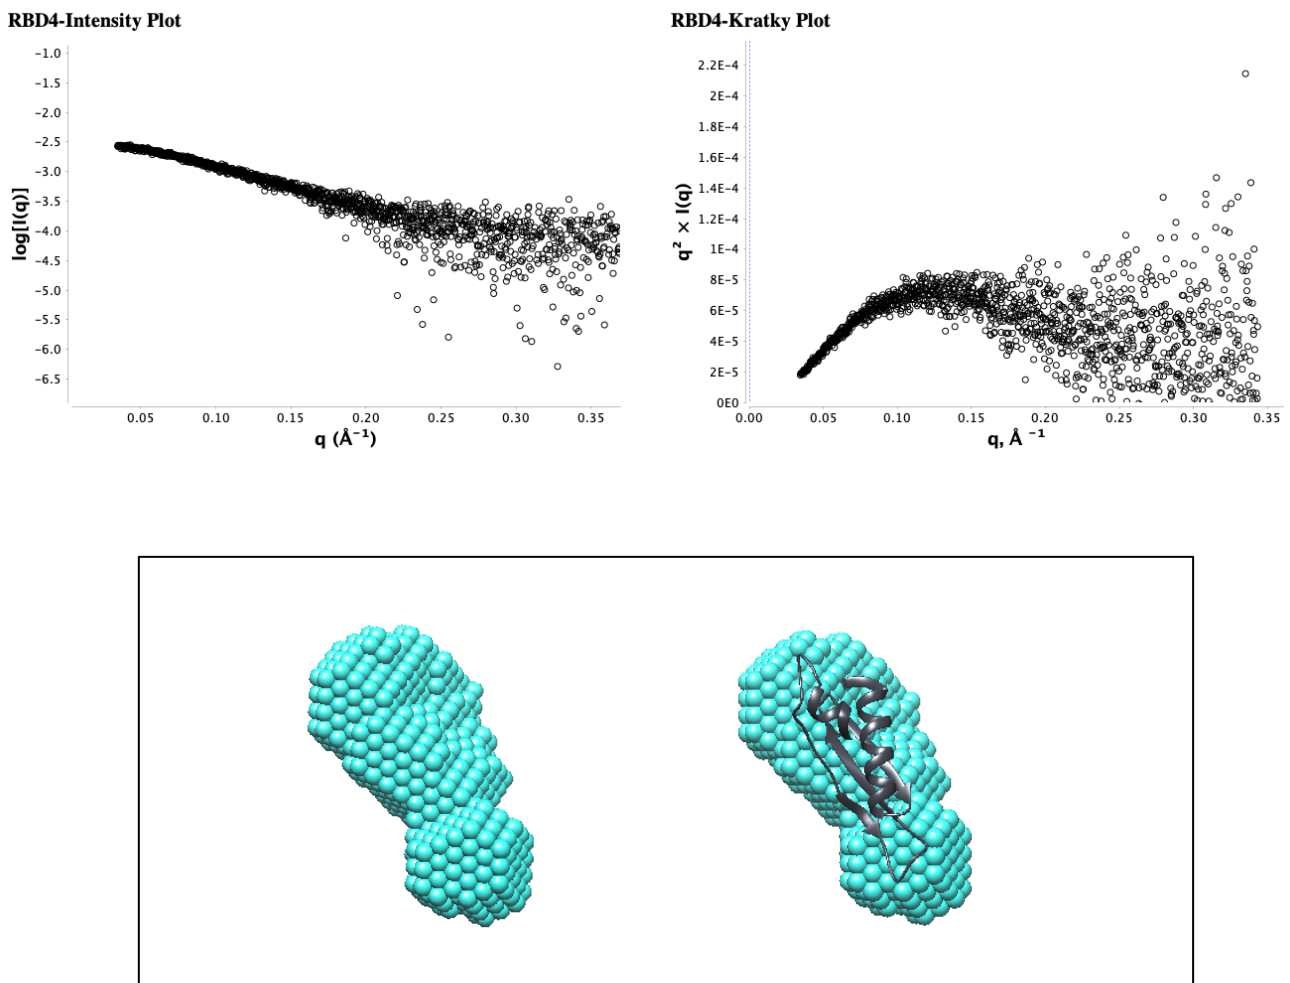 RBD4-Intensity Plot
RBD4-Kratky Plot
-1.0
-1.5
-2.0
-2.5
-3.0
-3.5
-4.0
-4.5
-5.0
-5.5
-6.0
-6.5
log[I(q)]
0.05 0.10 0.15 0.20 0.25 0.30 0.35
q (Å⁻¹)
2.2E-4
2E-4
1.8E-4
1.6E-4
1.4E-4
1.2E-4
1E-4
8E-5
6E-5
4E-5
2E-5
0E0
q² × I(q)
0.00 0.05 0.10 0.15 0.20 0.25 0.30 0.35
q, Å ⁻¹